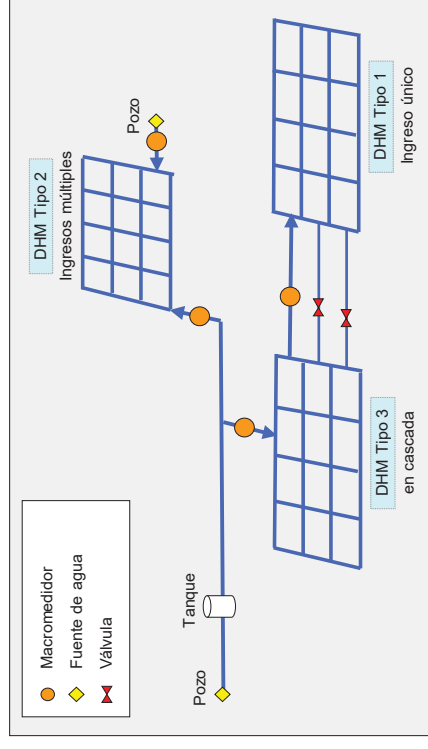 Macromedidor
Fuente de agua
Válvula
DHM Tipo 2
Ingresos múltiples
Pozo
Tanque
Pozo
DHM Tipo 3
en cascada
DHM Tipo 1
Ingreso único